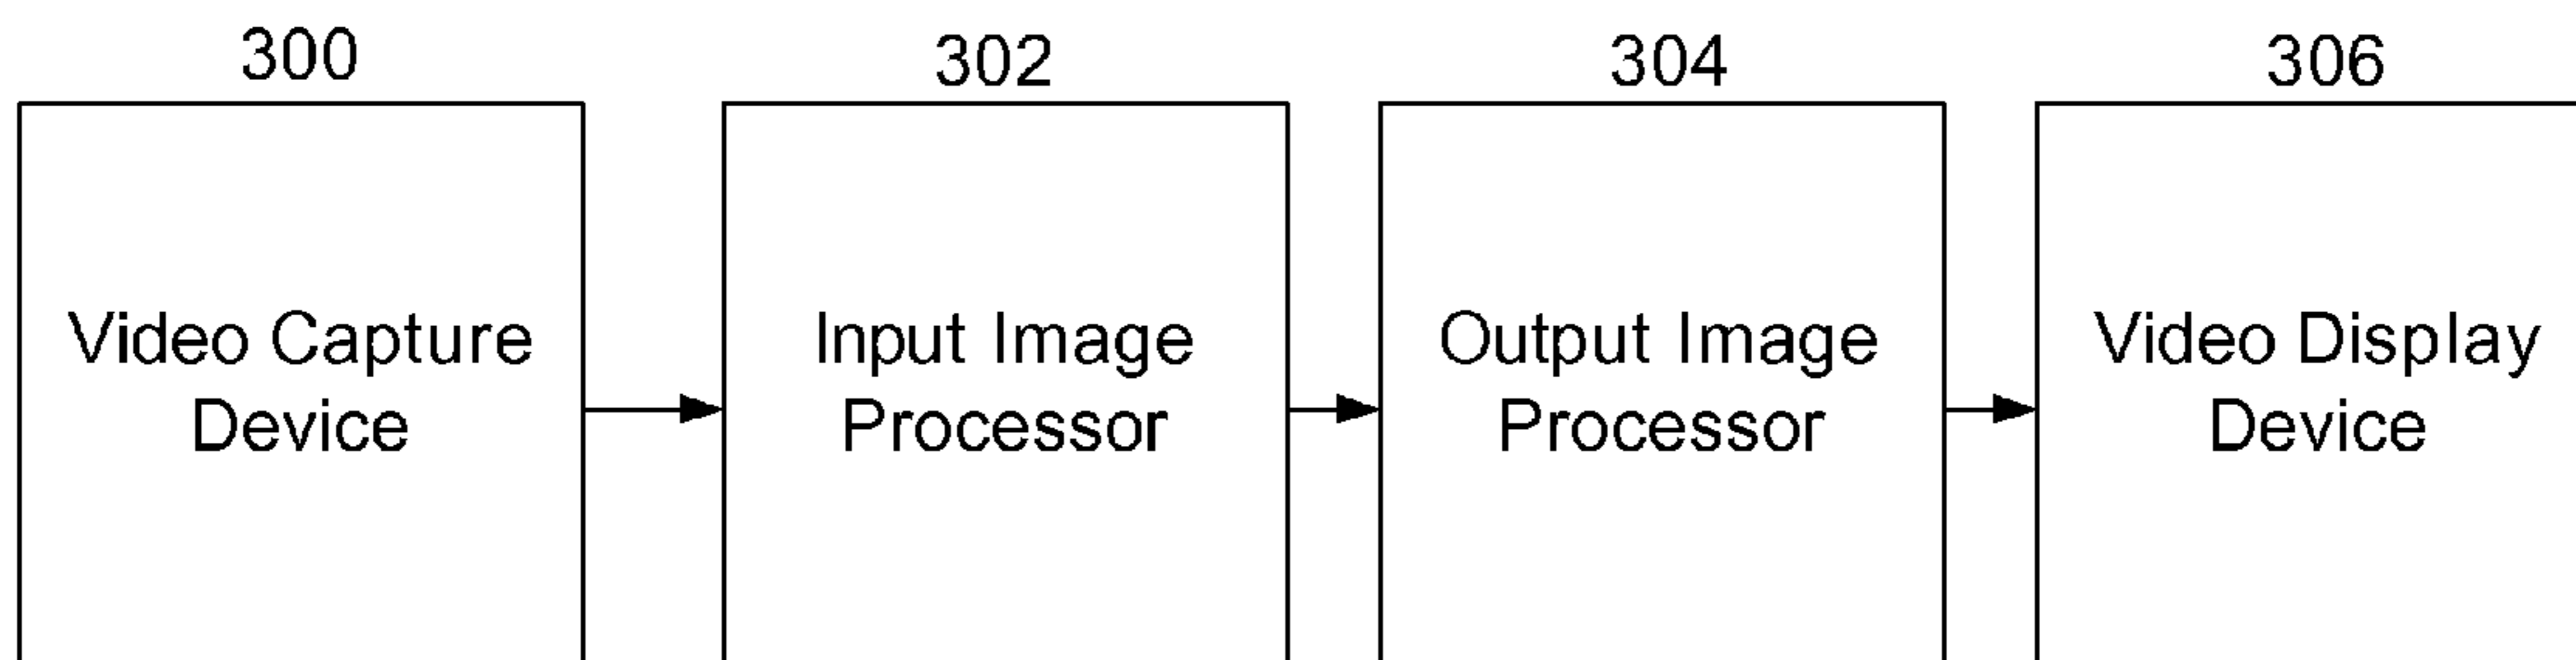 300
302
304
306
Video Capture
Device
Input Image
Processor
Output Image
Processor
Video Display
Device